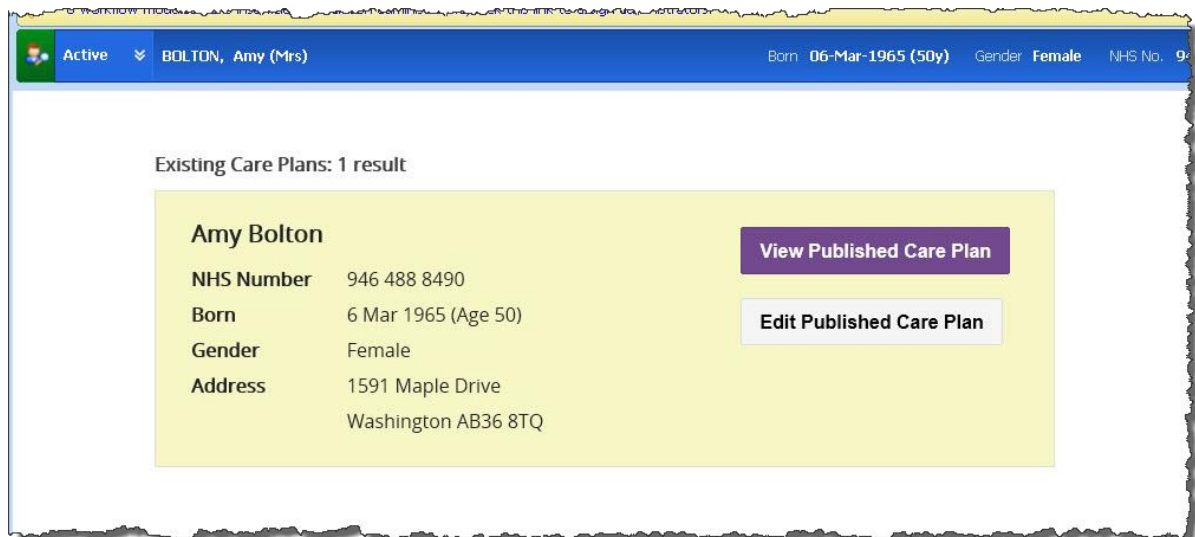 Active BOLTON, Amy (Mrs) Born 06-Mar-1965 (50y) Gender Female NHS No. 9
Existing Care Plans: 1 result
Amy Bolton
View Published Care Plan
NHS Number 946 488 8490
Born 6 Mar 1965 (Age 50)
Edit Published Care Plan
Gender Female
Address 1591 Maple Drive
Washington AB36 8TQ